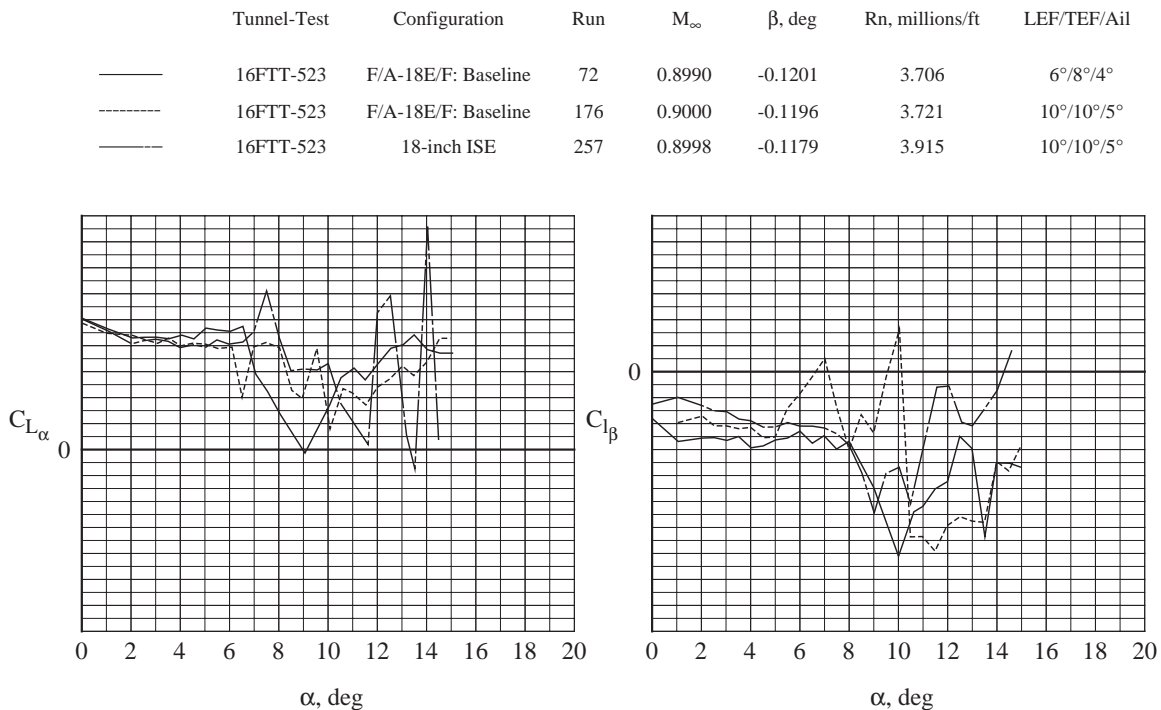 Tunnel-Test Configuration Run M∞ β, deg Rn, millions/ft LEF/TEF/Ail
16FTT-523 F/A-18E/F: Baseline 72 0.8990 -0.1201 3.706 6°/8°/4°
16FTT-523 F/A-18E/F: Baseline 176 0.9000 -0.1196 3.721 10°/10°/5°
16FTT-523 18-inch ISE 257 0.8998 -0.1179 3.915 10°/10°/5°
CLα
0
0 2 4 6 8 10 12 14 16 18 20
α, deg
Clβ
0
0 2 4 6 8 10 12 14 16 18 20
α, deg